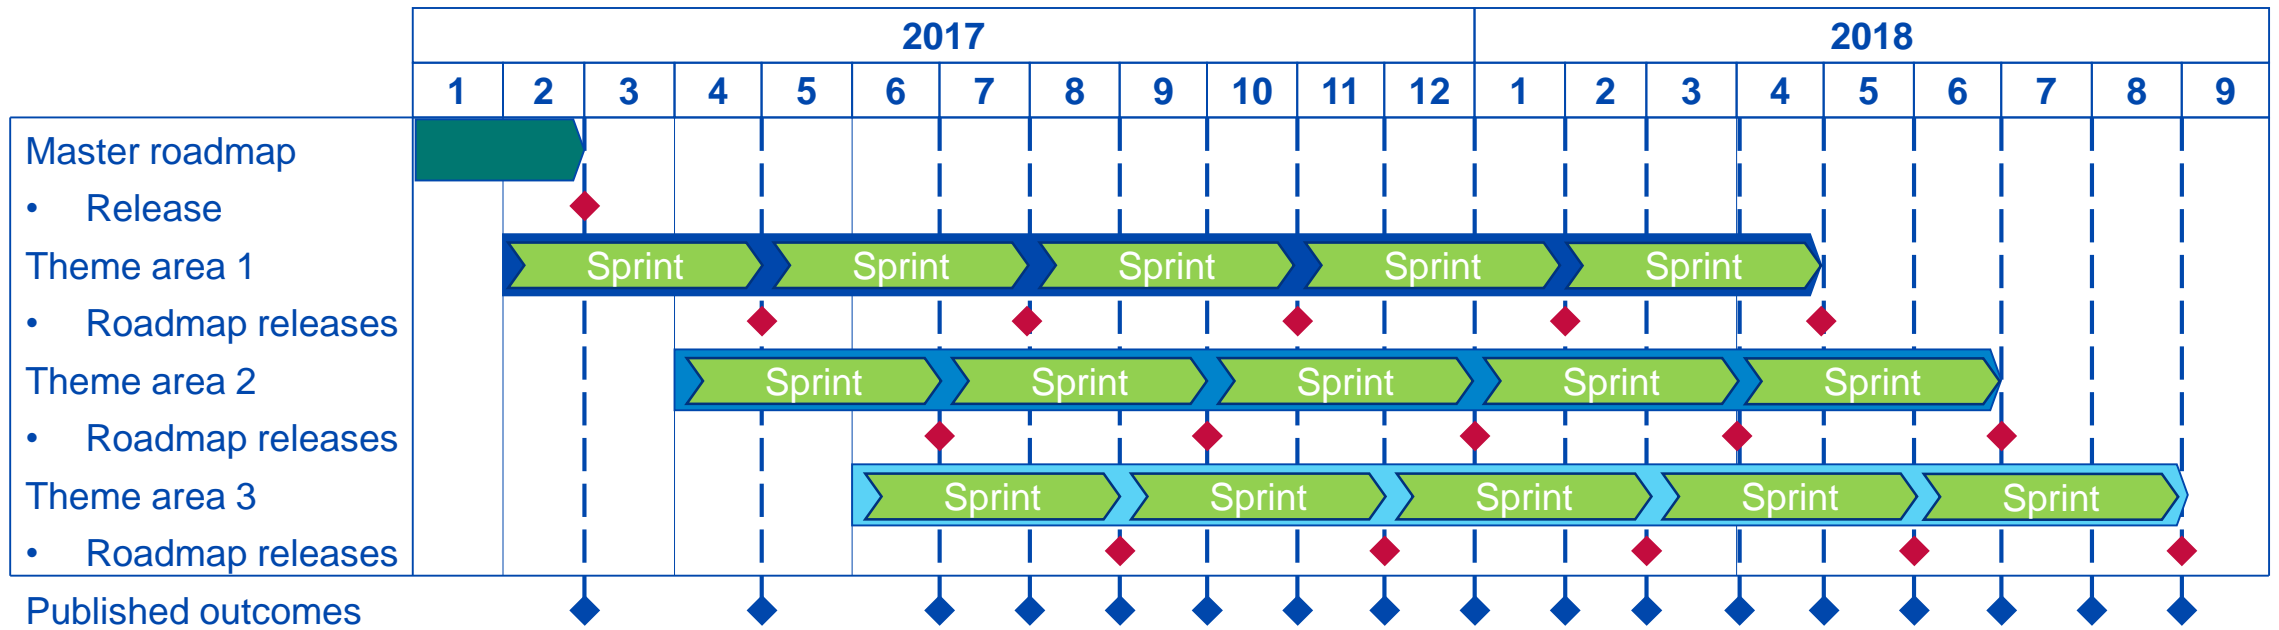 2017 2018
1 2 3 4 5 6 7 8 9 10 11 12 1 2 3 4 5 6 7 8 9
Master roadmap
• Release
Theme area 1 Sprint Sprint Sprint Sprint Sprint
• Roadmap releases
Theme area 2 Sprint Sprint Sprint Sprint Sprint
• Roadmap releases
Theme area 3 Sprint Sprint Sprint Sprint Sprint
• Roadmap releases
Published outcomes